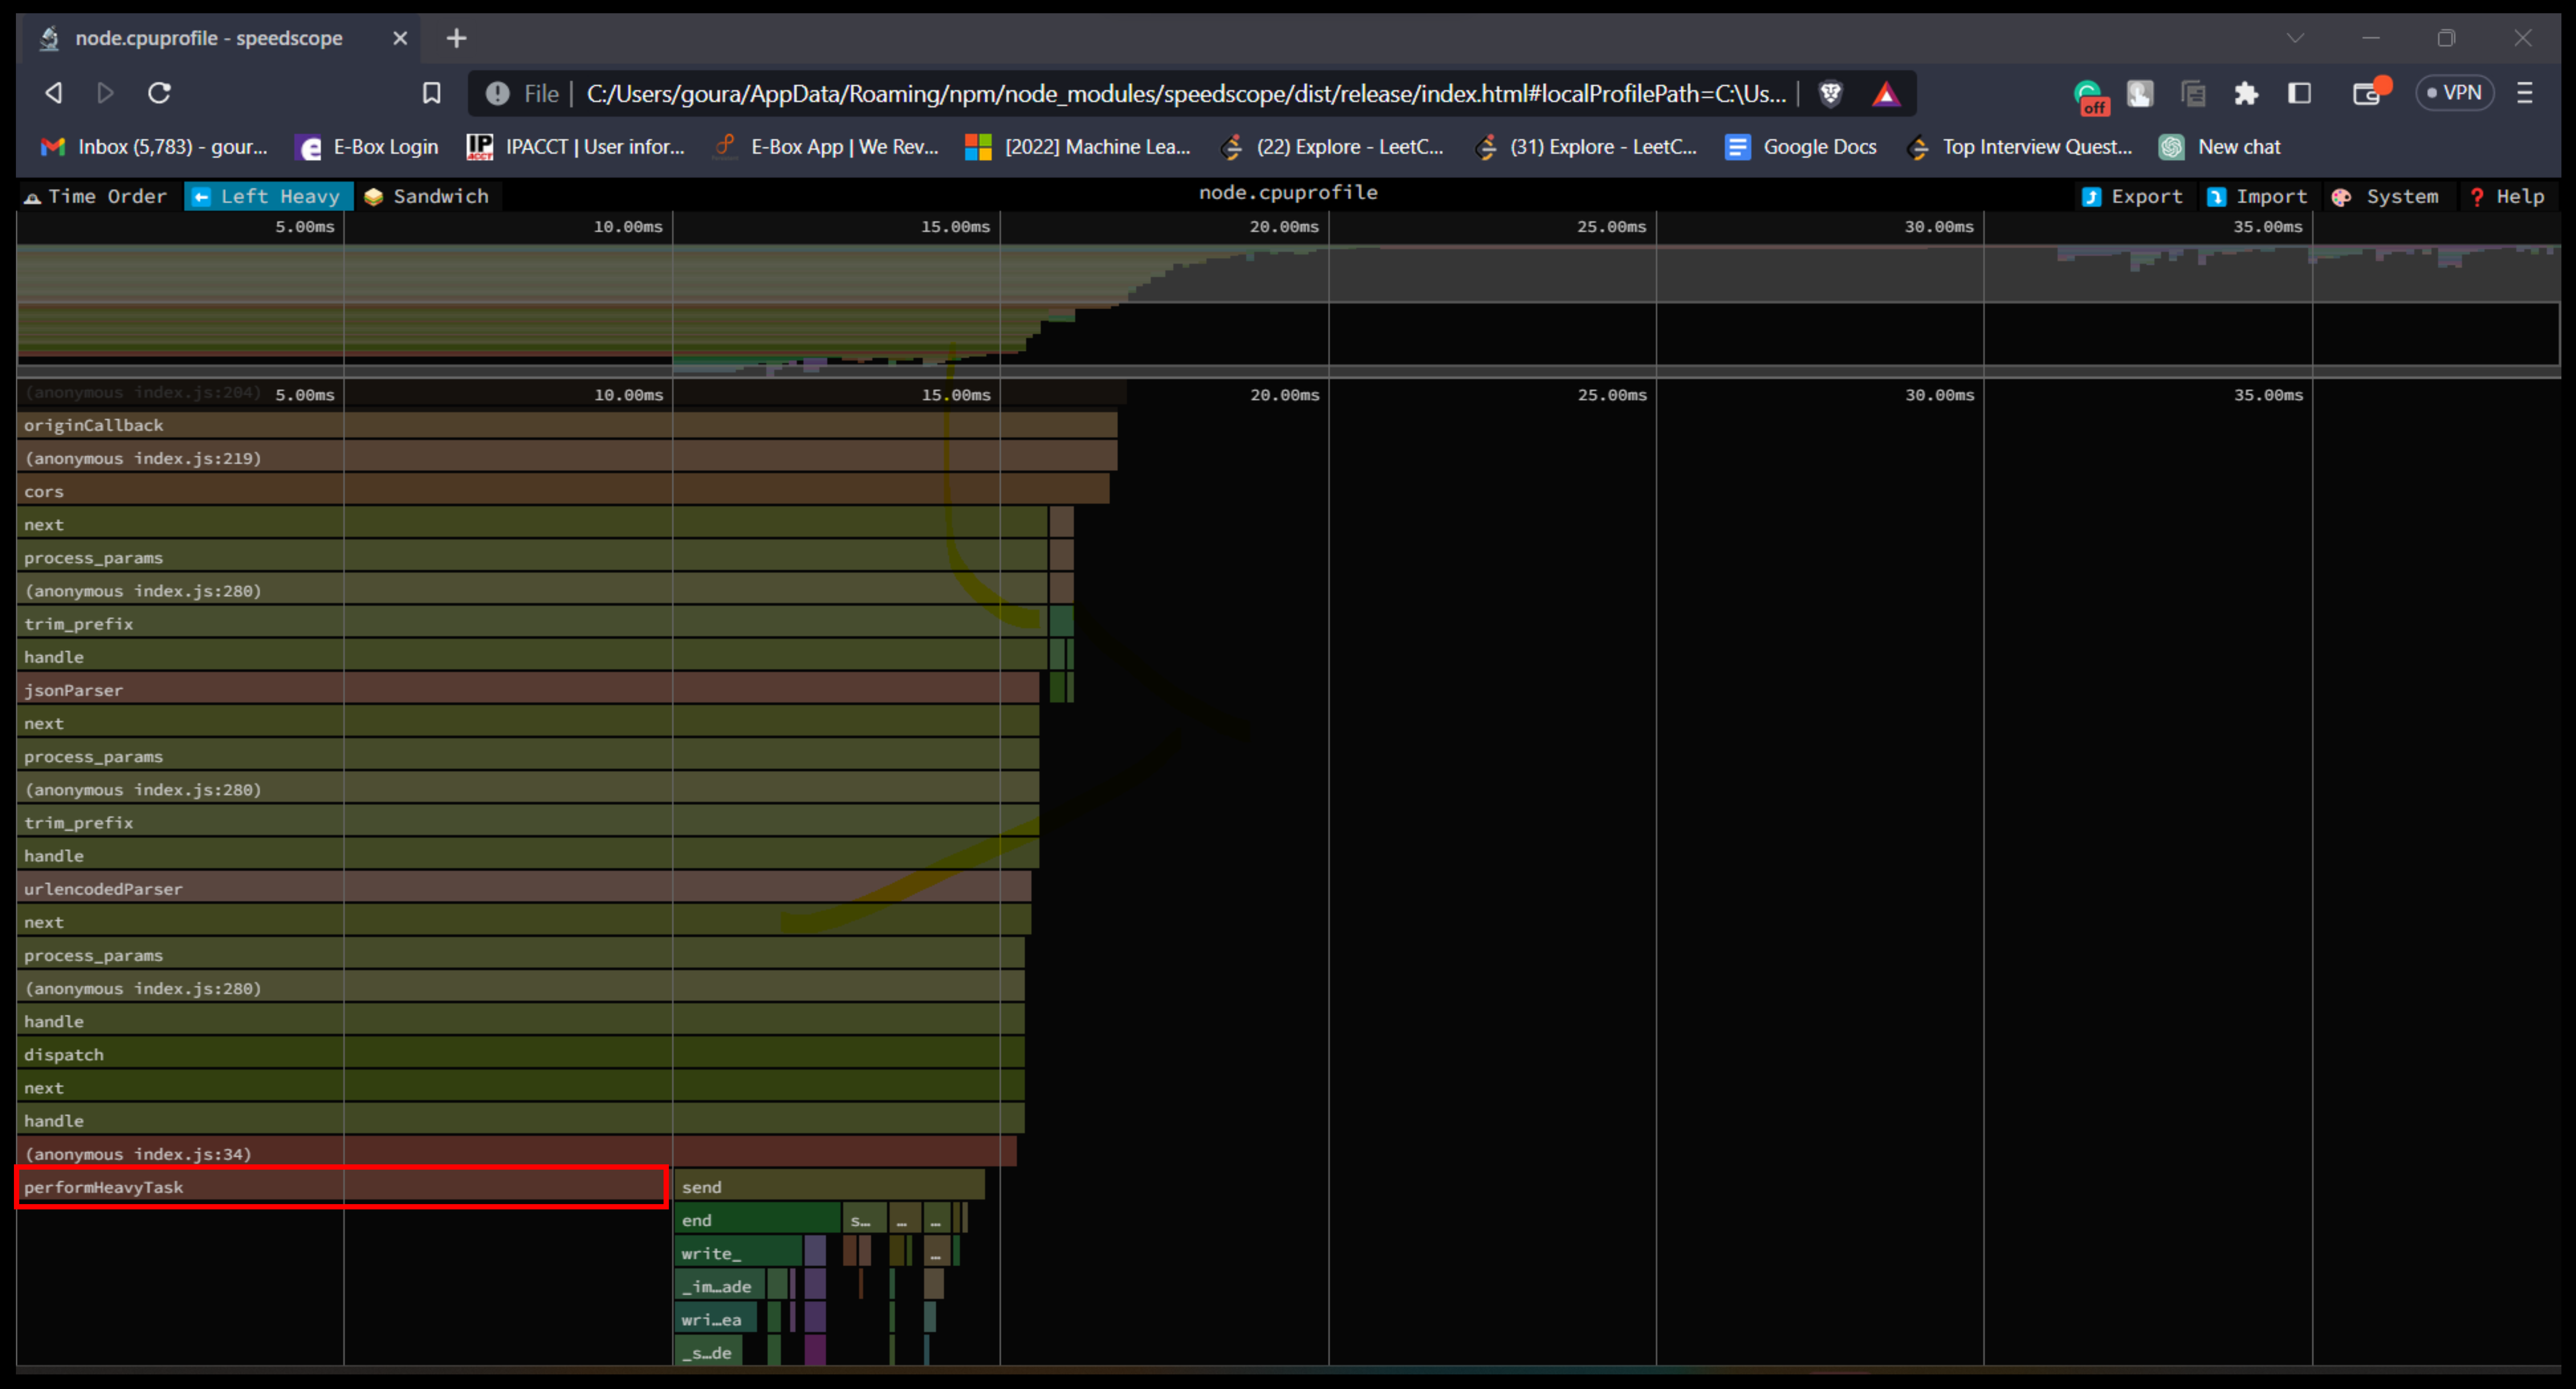 node.cpuprofile - speedscope
File | C:/Users/goura/AppData/Roaming/npm/node_modules/speedscope/dist/release/index.html#localProfilePath=C:\Us...
off
VPN
Inbox (5,783) - gour... E-Box Login IPACCT | User infor... E-Box App | We Rev... [2022] Machine Lea... (22) Explore - LeetC... (31) Explore - LeetC... Google Docs Top Interview Quest... New chat
Time Order Left Heavy Sandwich node.cpuprofile Export Import System Help
5.00ms 10.00ms 15.00ms 20.00ms 25.00ms 30.00ms 35.00ms
(anonymous index.js:204) 5.00ms 10.00ms 15.00ms 20.00ms 25.00ms 30.00ms 35.00ms
originCallback
(anonymous index.js:219)
cors
next
process_params
(anonymous index.js:280)
trim_prefix
handle
jsonParser
next
process_params
(anonymous index.js:280)
trim_prefix
handle
urlencodedParser
next
process_params
(anonymous index.js:280)
handle
dispatch
next
handle
(anonymous index.js:34)
performHeavyTask send
end s… … …
write_ …
_im…ade
wri…ea
_s…de